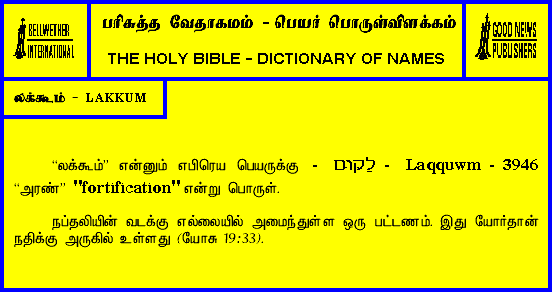 BELLWETHER
INTERNATIONAL
பரிசுத்த வேதாகமம் - பெயர் பொருள்விளக்கம்
THE HOLY BIBLE - DICTIONARY OF NAMES
GOOD NEWS
PUBLISHERS
லக்கூம் - LAKKUM
“லக்கூம்” என்னும் எபிரெய பெயருக்கு - לַקּוּם - Laqquwm - 3946
“அரண்” "fortification" என்று பொருள்.
நப்தலியின் வடக்கு எல்லையில் அமைந்துள்ள ஒரு பட்டணம். இது யோர்தான்
நதிக்கு அருகில் உள்ளது (யோசு 19:33).